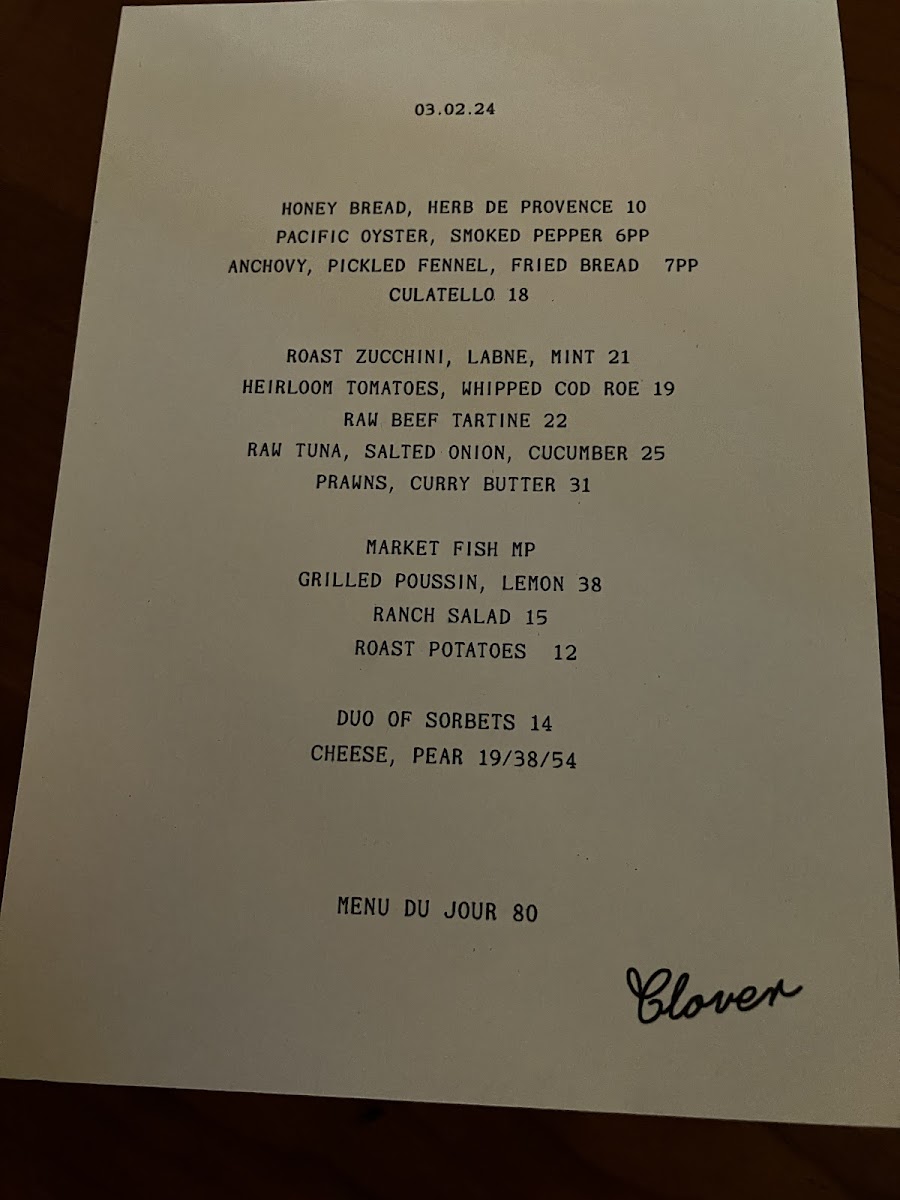 03.02.24
HONEY BREAD, HERB DE PROVENCE 10
PACIFIC OYSTER, SMOKED PEPPER 6PP
ANCHOVY, PICKLED FENNEL, FRIED BREAD 7PP
CULATELLO 18
ROAST ZUCCHINI, LABNE, MINT 21
HEIRLOOM TOMATOES, WHIPPED COD ROE 19
RAW BEEF TARTINE 22
RAW TUNA, SALTED ONION, CUCUMBER 25
PRAWNS, CURRY BUTTER 31
MARKET FISH MP
GRILLED POUSSIN, LEMON 38
RANCH SALAD 15
ROAST POTATOES 12
DUO OF SORBETS 14
CHEESE, PEAR 19/38/54
MENU DU JOUR 80
Clover